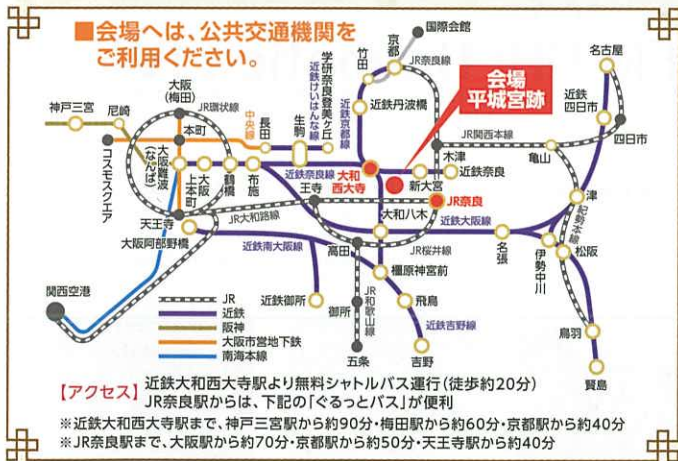 ■会場へは、公共交通機関を
ご利用ください。
国際会館
京都
竹田
JR奈良線
名古屋
学研奈良登美ヶ丘
近鉄けいはんな線
近鉄京都線
近鉄丹波橋
会場
平城宮跡
近鉄四日市
四日市
大阪
(梅田)
JR環状線
神戸三宮
尼崎
中央線
長田
生駒
本町
JR関西本線
亀山
木津
コスモスクエア
大阪難波
(なんば)
大阪上本町
鶴橋
布施
近鉄奈良線
大和西大寺
新大宮
近鉄奈良
JR奈良
津
紀勢本線
天王寺
JR大和路線
王寺
大和八木
近鉄大阪線
大阪阿部野橋
近鉄南大阪線
高田
JR桜井線
名張
伊勢中川
松阪
橿原神宮前
関西空港
近鉄御所
御所
JR和歌山線
飛鳥
近鉄吉野線
鳥羽
五条
吉野
賢島
JR
近鉄
阪神
大阪市営地下鉄
南海本線
【アクセス】近鉄大和西大寺駅より無料シャトルバス運行(徒歩約20分)
JR奈良駅からは、下記の「ぐるっとバス」が便利
※近鉄大和西大寺駅まで、神戸三宮駅から約90分・梅田駅から約60分・京都駅から約40分
※JR奈良駅まで、大阪駅から約70分・京都駅から約50分・天王寺駅から約40分